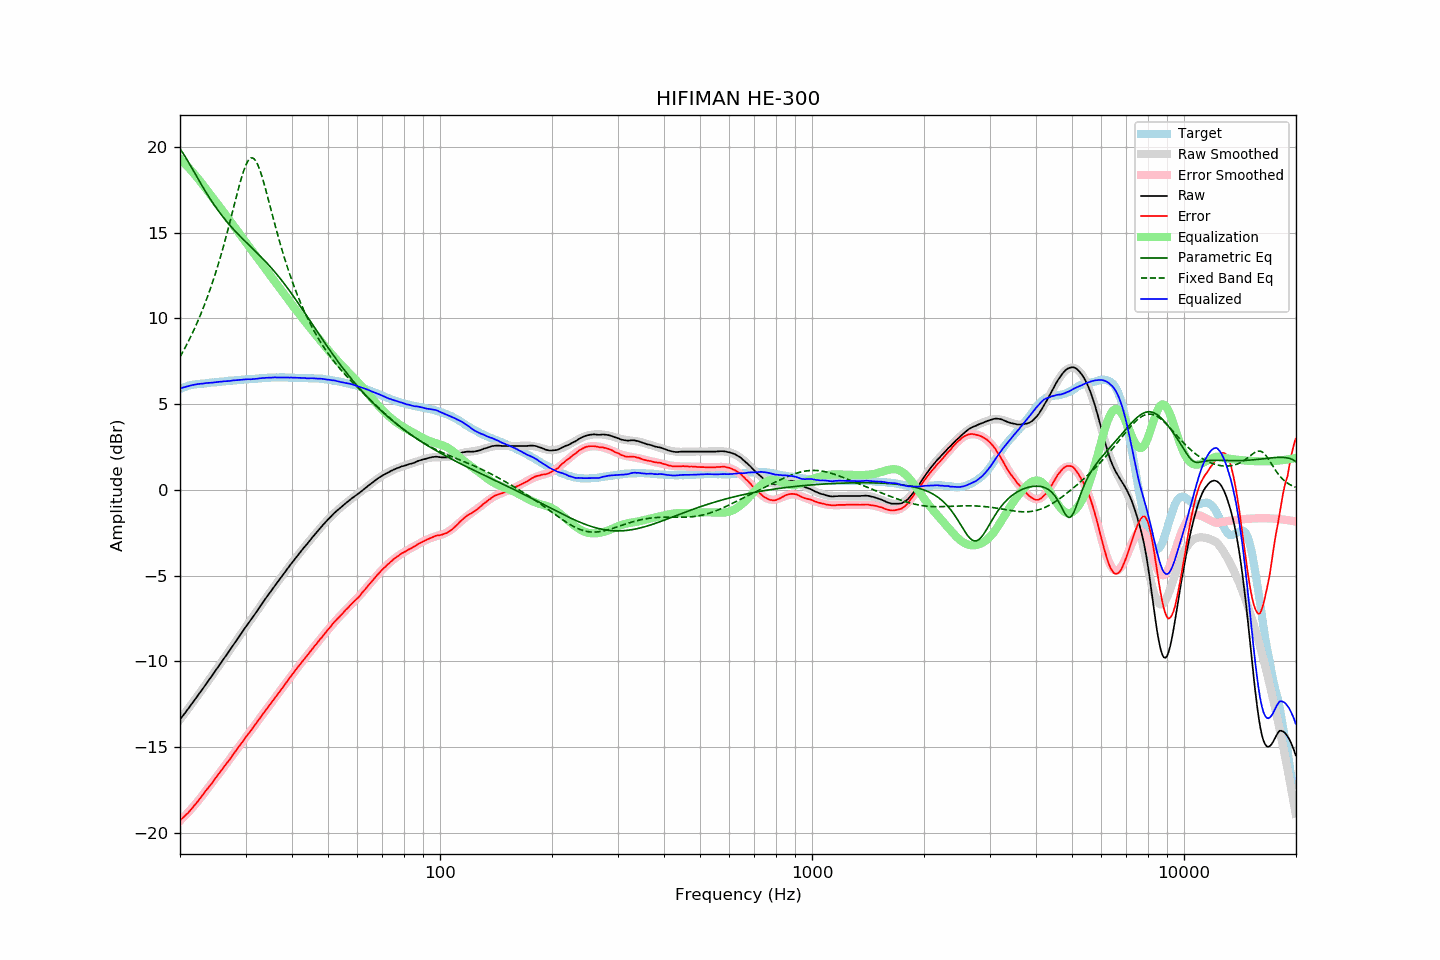 HIFIMAN HE-300
Target
Raw Smoothed
Error Smoothed
Raw
Error
Equalization
Parametric Eq
Fixed Band Eq
Equalized
Amplitude (dBr)
20
15
10
5
0
−5
−10
−15
−20
100
1000
10000
Frequency (Hz)